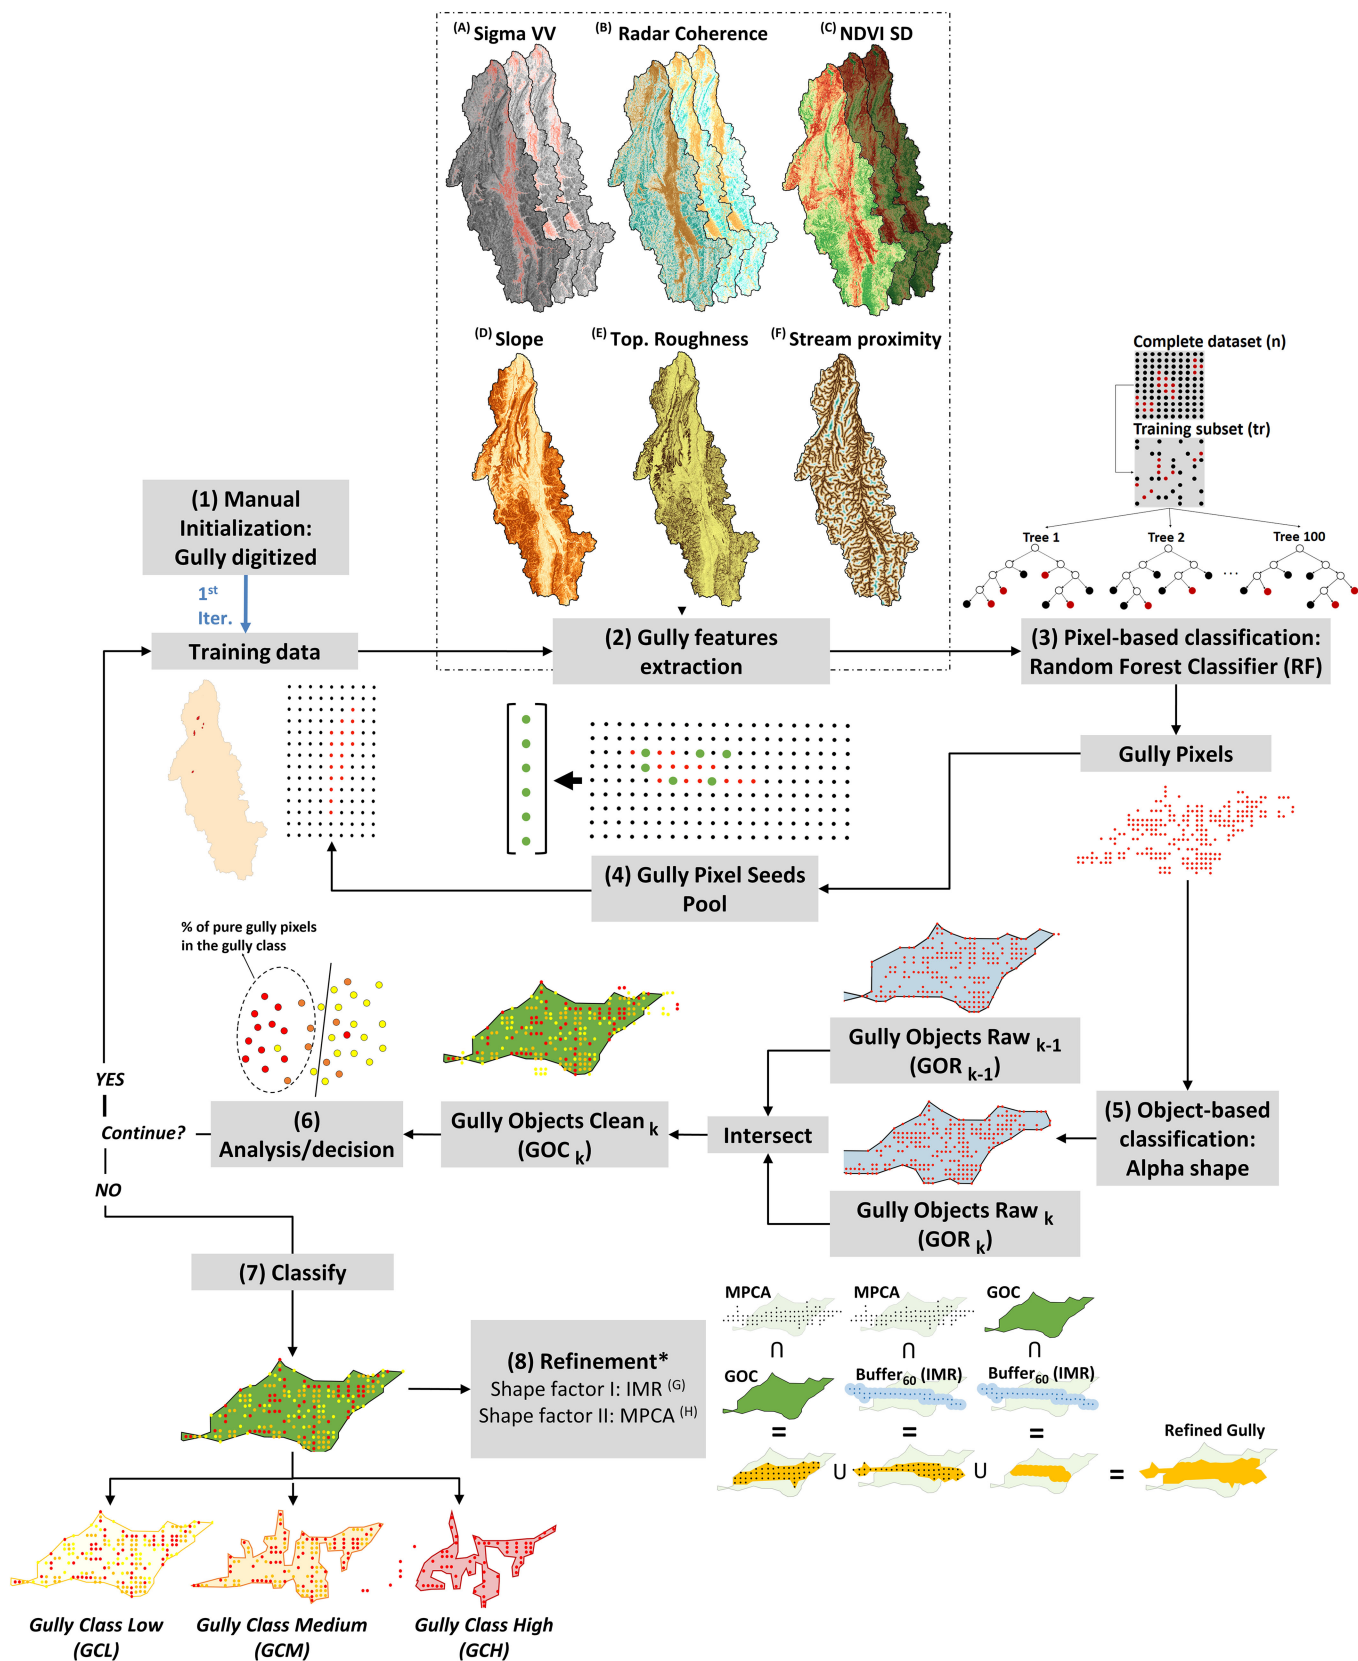 (A) Sigma VV
(B) Radar Coherence
(C) NDVI SD
(D) Slope
(E) Top. Roughness
(F) Stream proximity
Complete dataset (n)
Training subset (tr)
Tree 1
Tree 2
Tree 100
...
(1) Manual
Initialization:
Gully digitized
1st
Iter.
Training data
(2) Gully features
extraction
(3) Pixel-based classification:
Random Forest Classifier (RF)
Gully Pixels
(4) Gully Pixel Seeds
Pool
% of pure gully pixels
in the gully class
Gully Objects Raw k-1
(GOR k-1)
(5) Object-based
classification:
Alpha shape
Intersect
Gully Objects Clean k
(GOC k)
(6)
Analysis/decision
YES
Continue?
NO
Gully Objects Raw k
(GOR k)
(7) Classify
(8) Refinement*
Shape factor I: IMR (G)
Shape factor II: MPCA (H)
MPCA
MPCA
GOC
∩
∩
∩
GOC
Buffer60 (IMR)
Buffer60 (IMR)
=
=
=
Refined Gully
U
U
=
Gully Class Low
(GCL)
Gully Class Medium
(GCM)
Gully Class High
(GCH)